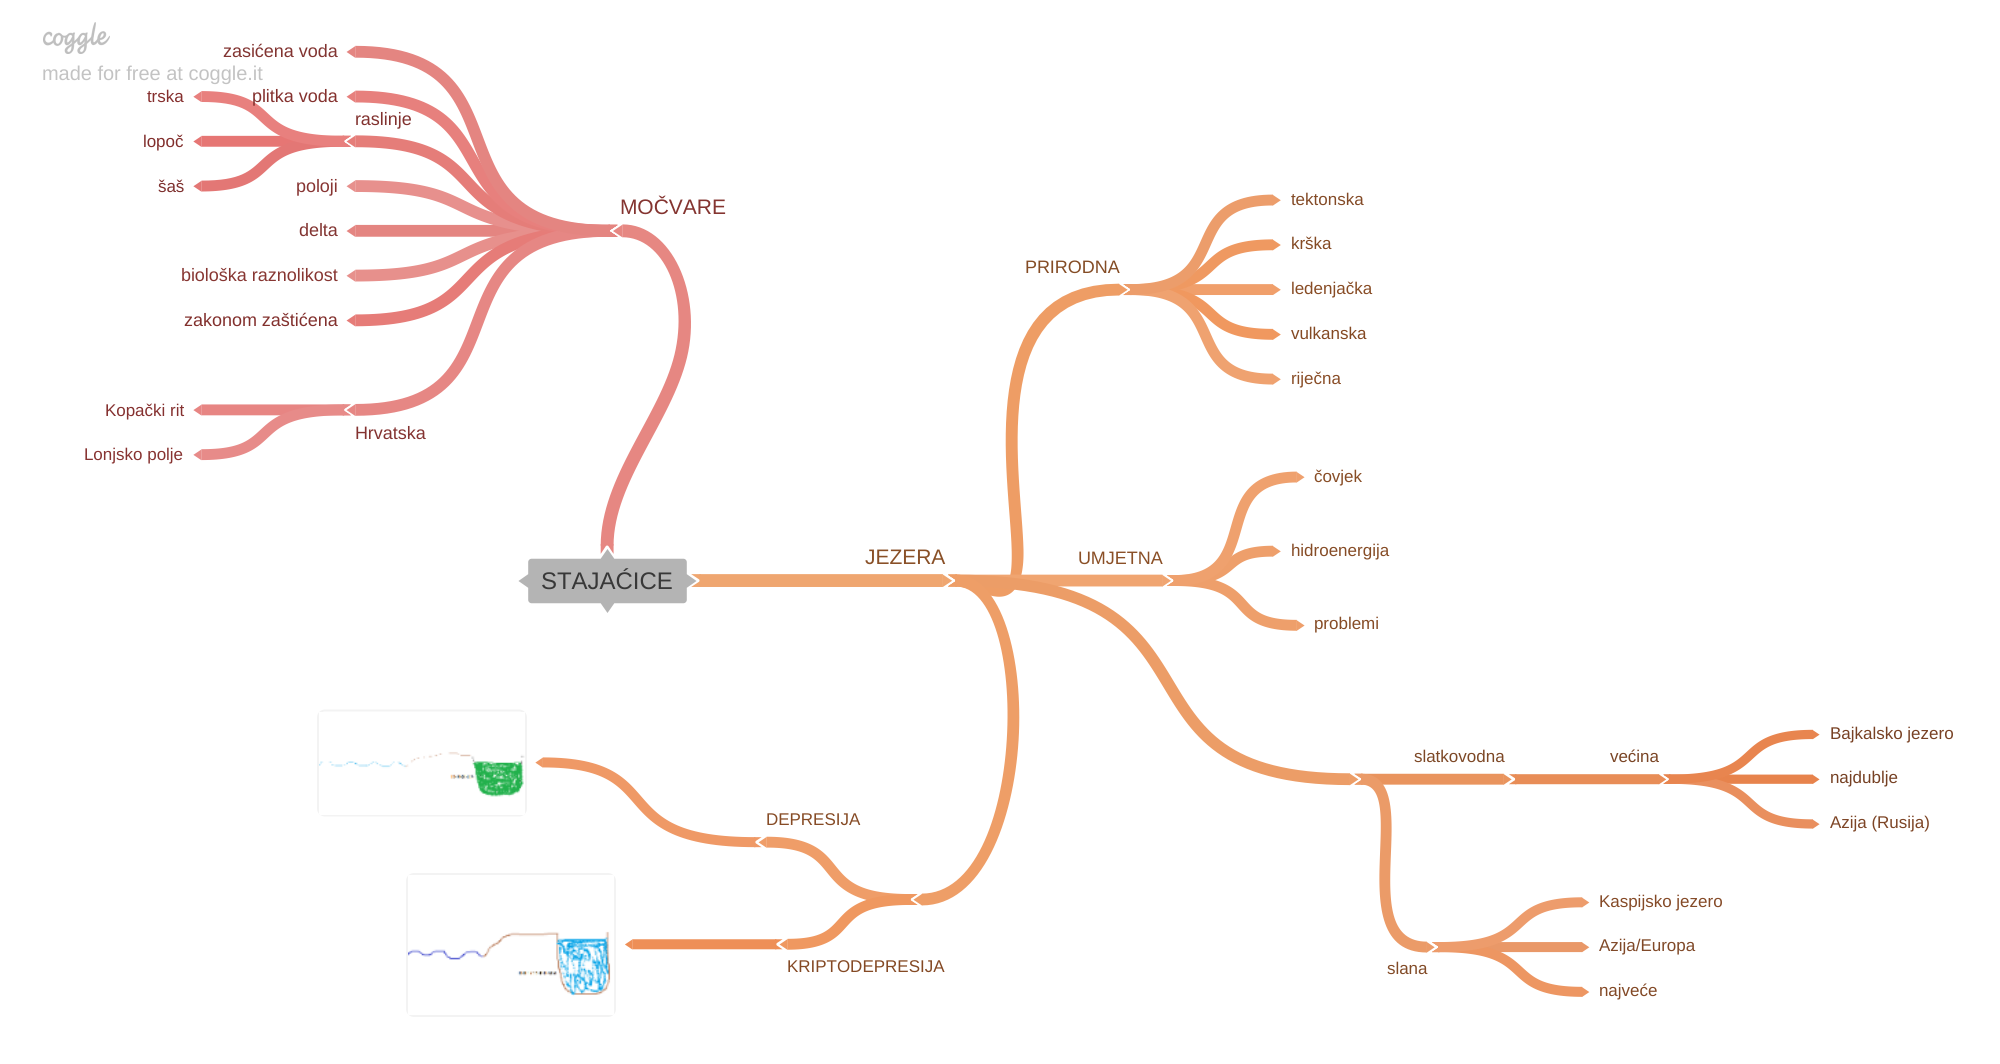 coggle
made for free at coggle.it
zasićena voda
plitka voda
raslinje
trska
lopoč
šaš
poloji
delta
biološka raznolikost
zakonom zaštićena
Hrvatska
Kopački rit
Lonjsko polje
MOČVARE
STAJAĆICE
JEZERA
PRIRODNA
tektonska
krška
ledenjačka
vulkanska
riječna
UMJETNA
čovjek
hidroenergija
problemi
slatkovodna
većina
Bajkalsko jezero
najdublje
Azija (Rusija)
slana
Kaspijsko jezero
Azija/Europa
najveće
DEPRESIJA
KRIPTODEPRESIJA